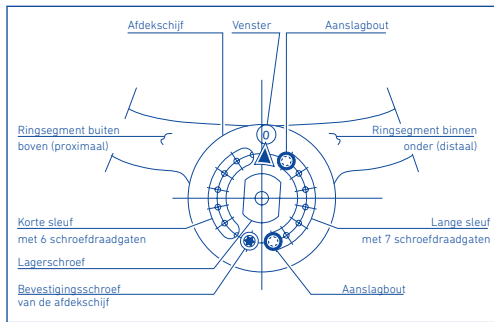 Afdekschijf
Venster
Aanslagbout
0
Ringsegment buiten
boven (proximaal)
Ringsegment binnen
onder (distaal)
Korte sleuf
met 6 schroefdraadgaten
Lange sleuf
met 7 schroefdraadgaten
Lagerschroef
Bevestigingsschroef
van de afdekschijf
Aanslagbout